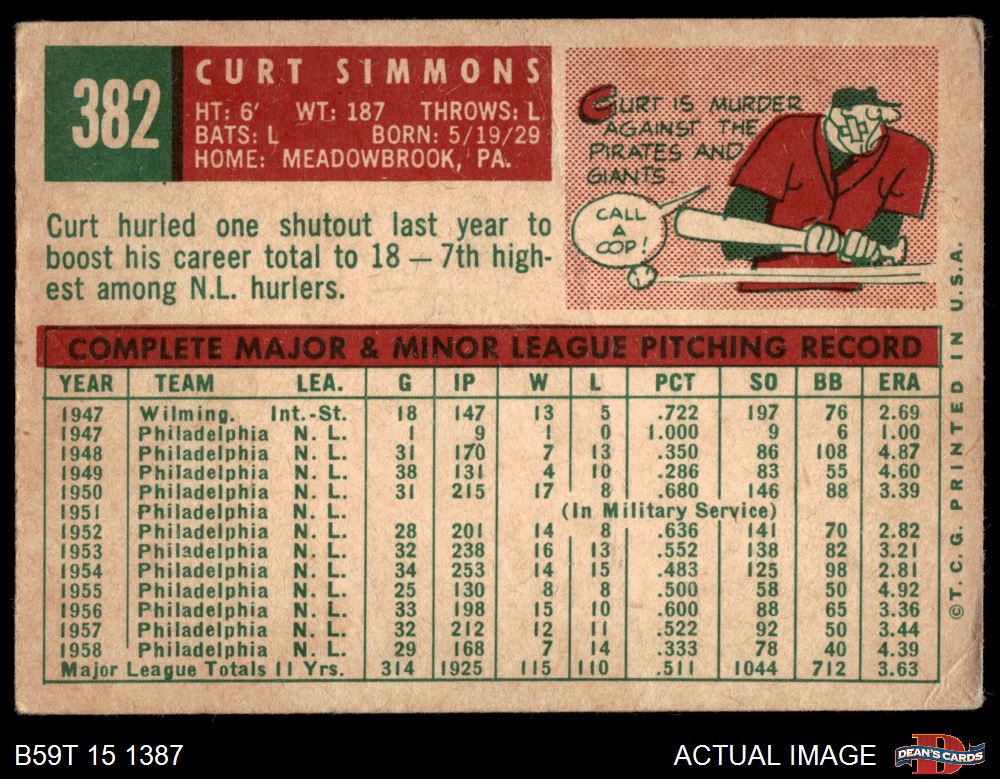 382
CURT SIMMONS
HT: 6' WT: 187 THROWS: L
BATS: L BORN: 5/19/29
HOME: MEADOWBROOK, PA.
CURT IS MURDER
AGAINST THE
PIRATES AND
GIANTS
CALL
A
COP!
Curt hurled one shutout last year to
boost his career total to 18 — 7th high-
est among N.L. hurlers.
COMPLETE MAJOR & MINOR LEAGUE PITCHING RECORD
YEAR TEAM LEA. G IP W L PCT SO BB ERA
1947 Wilming. Int.-St. 18 147 13 5 .722 197 76 2.69
1947 Philadelphia N. L. 1 9 1 0 1.000 9 6 1.00
1948 Philadelphia N. L. 31 170 7 13 .350 86 108 4.87
1949 Philadelphia N. L. 38 131 4 10 .286 83 55 4.60
1950 Philadelphia N. L. 31 215 17 8 .680 146 88 3.39
1951 Philadelphia N. L. (In Military Service)
1952 Philadelphia N. L. 28 201 14 8 .636 141 70 2.82
1953 Philadelphia N. L. 32 238 16 13 .552 138 82 3.21
1954 Philadelphia N. L. 34 253 14 15 .483 125 98 2.81
1955 Philadelphia N. L. 25 130 8 8 .500 58 50 4.92
1956 Philadelphia N. L. 33 198 15 10 .600 88 65 3.36
1957 Philadelphia N. L. 32 212 12 11 .522 92 50 3.44
1958 Philadelphia N. L. 29 168 7 14 .333 78 40 4.39
Major League Totals 11 Yrs. 314 1925 115 110 .511 1044 712 3.63
©T.C.G. PRINTED IN U.S.A.
B59T 15 1387
ACTUAL IMAGE
DEAN'S CARDS